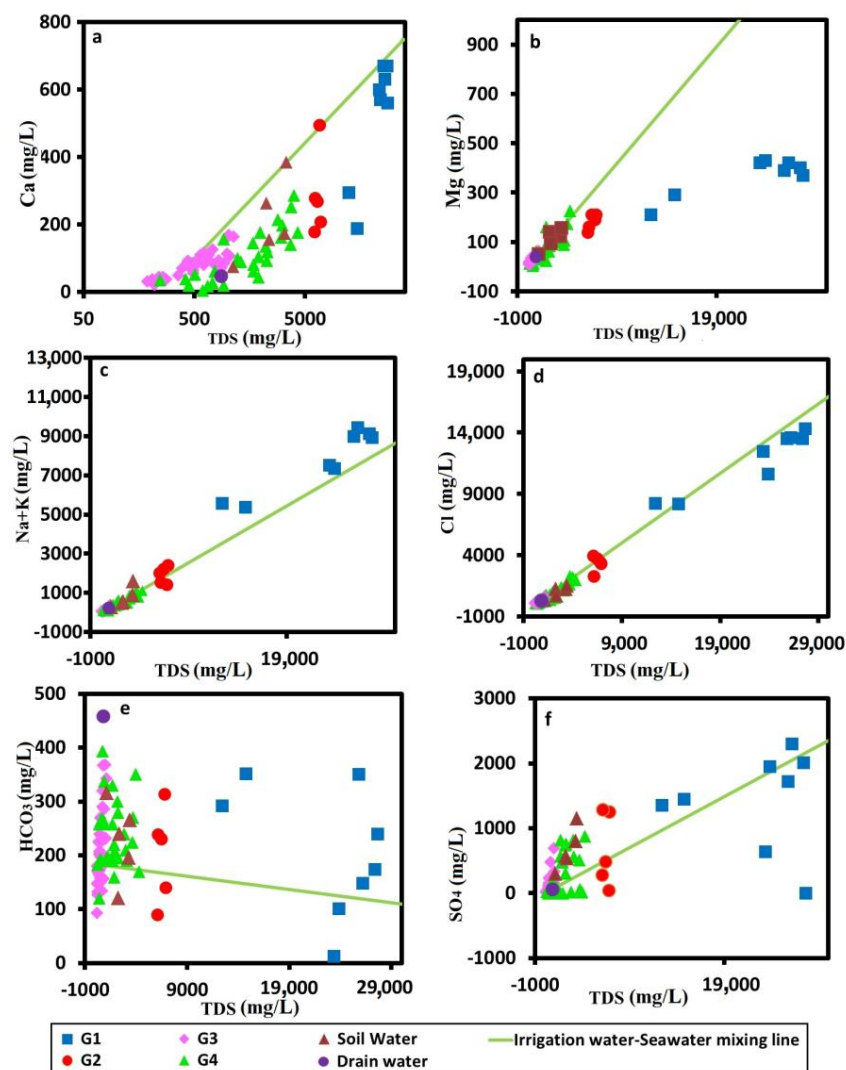 a
Ca (mg/L)
800
600
400
200
0
50
5005
5000
TDS (mg/L)
b
Mg (mg/L)
900
700
500
300
100
-100
-1000
19,000
TDS (mg/L)
c
Na+K (mg/L)
13,000
11,000
9000
7000
5000
3000
1000
-1000
-1000
19,000
TDS (mg/L)
d
Cl (mg/L)
19,000
14,000
9000
4000
-1000
-1000
9,000
19,000
29,000
TDS (mg/L)
e
HCO3 (mg/L)
500
400
300
200
100
0
-1000
9000
19,000
29,000
TDS (mg/L)
f
SO4 (mg/L)
3000
2000
1000
0
-1000
-1000
19,000
TDS (mg/L)
G1 G3 Soil Water Irrigation water-Seawater mixing line
G2 G4 Drain water